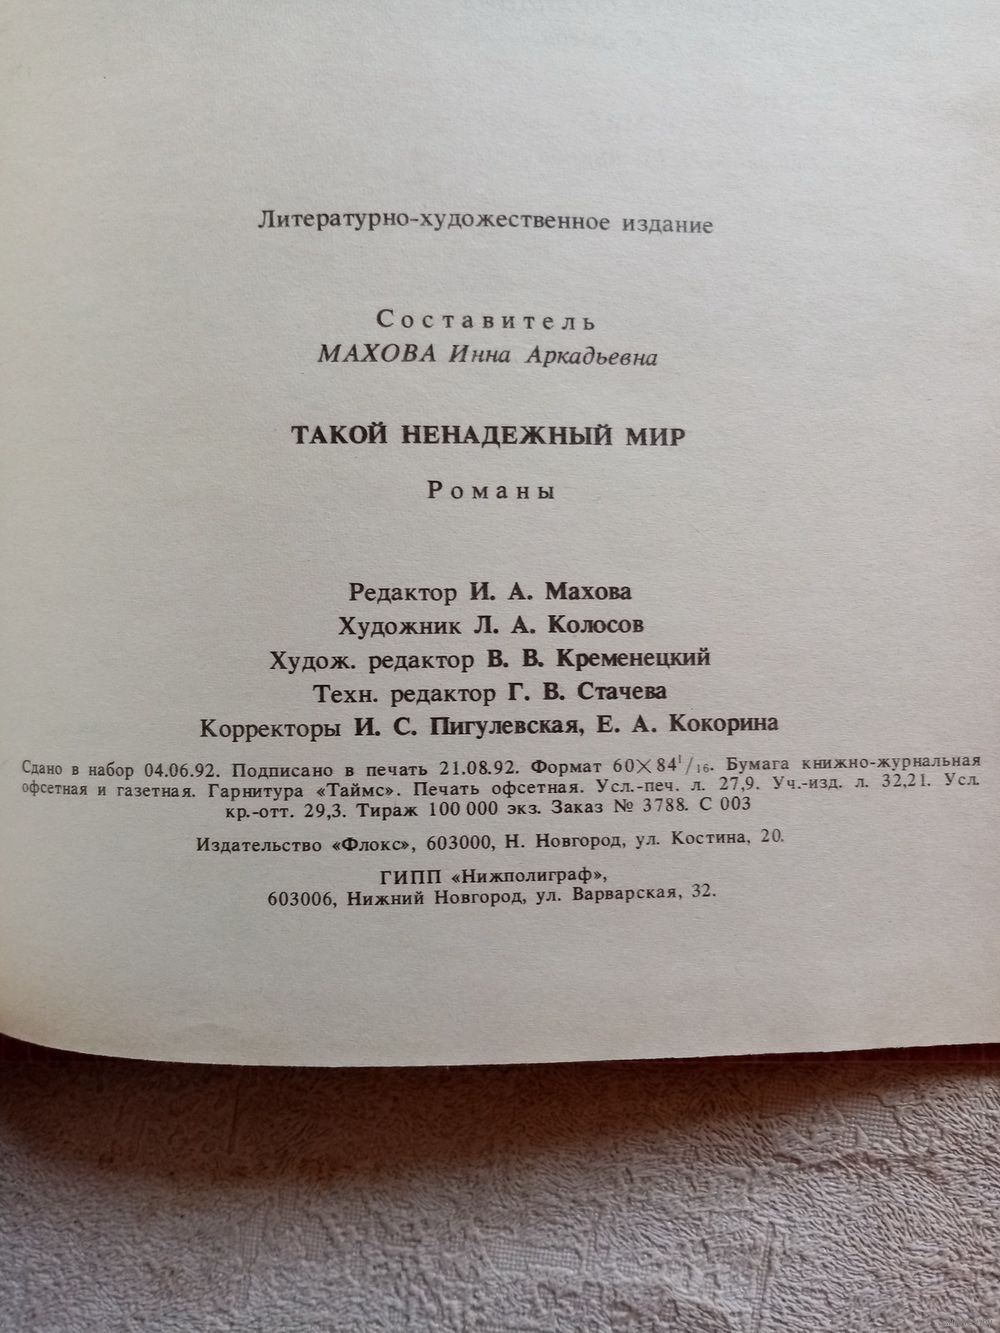 Литературно-художественное издание
Составитель
МАХОВА Инна Аркадьевна
ТАКОЙ НЕНАДЕЖНЫЙ МИР
Романы
Редактор И. А. Махова
Художник Л. А. Колосов
Худож. редактор В. В. Кременецкий
Техн. редактор Г. В. Стачева
Корректоры И. С. Пигулевская, Е. А. Кокорина
Сдано в набор 04.06.92. Подписано в печать 21.08.92. Формат 60×84¹/₁₆. Бумага книжно-журнальная
офсетная и газетная. Гарнитура «Таймс». Печать офсетная. Усл.-печ. л. 27,9. Уч.-изд. л. 32,21. Усл.
кр.-отт. 29,3. Тираж 100 000 экз. Заказ № 3788. С 003
Издательство «Флокс», 603000, Н. Новгород, ул. Костина, 20.
ГИПП «Нижполиграф»,
603006, Нижний Новгород, ул. Варварская, 32.